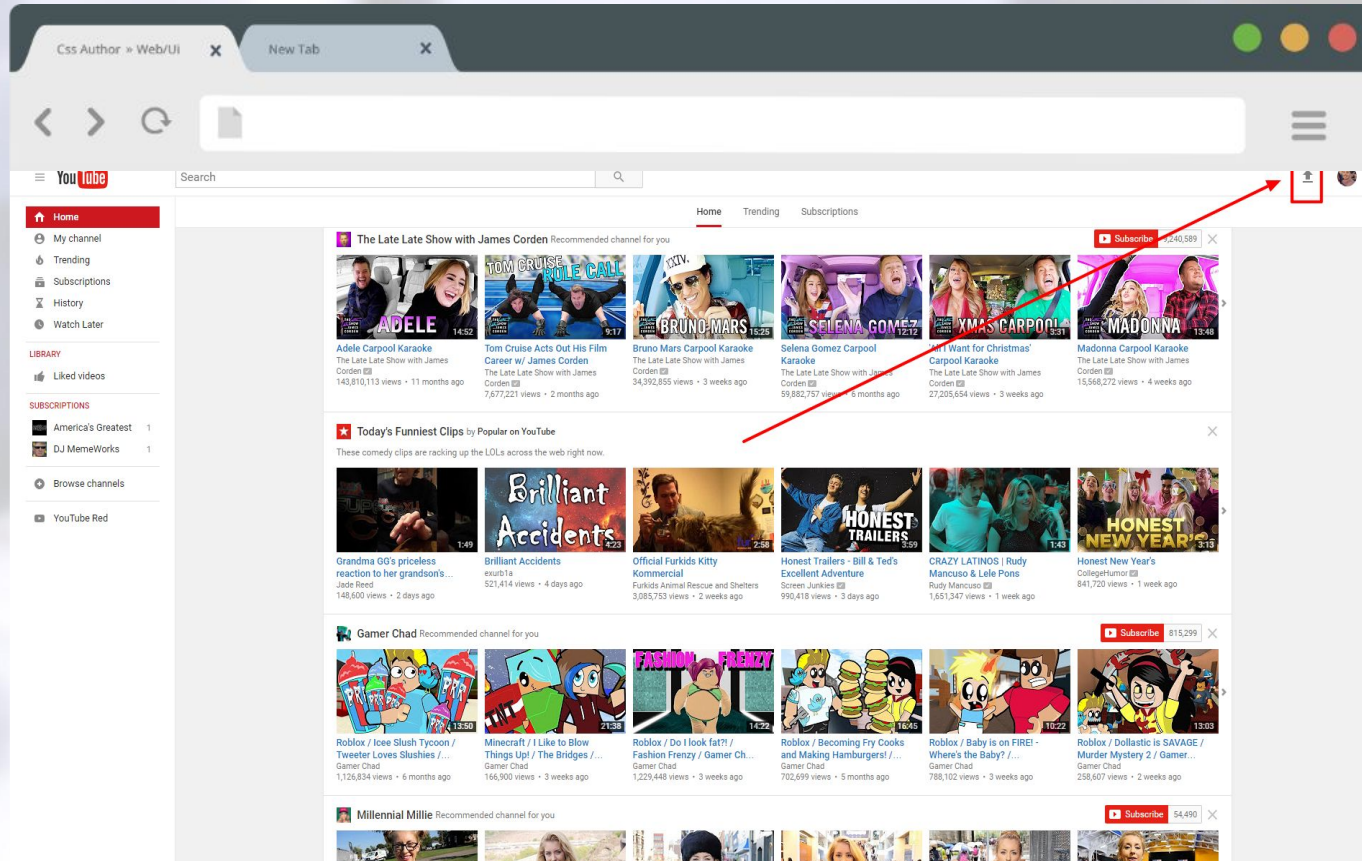 Css Author » Web/Ui
New Tab
YouTube
Search
Home
My channel
Trending
Subscriptions
History
Watch Later
LIBRARY
Liked videos
SUBSCRIPTIONS
America's Greatest 1
DJ MemeWorks 1
Browse channels
YouTube Red
Home Trending Subscriptions
The Late Late Show with James Corden Recommended channel for you
Subscribe 9,240,589
ADELE 14:52
TOM CRUISE ROLE CALL 9:17
XXIV. BRUNO MARS 15:25
SELENA GOMEZ 12:12
XMAS CARPOOL 3:31
MADONNA 13:48
Adele Carpool Karaoke
The Late Late Show with James
Corden
143,810,113 views • 11 months ago
Tom Cruise Acts Out His Film
Career w/ James Corden
The Late Late Show with James
Corden
7,677,221 views • 2 months ago
Bruno Mars Carpool Karaoke
The Late Late Show with James
Corden
34,392,855 views • 3 weeks ago
Selena Gomez Carpool
Karaoke
The Late Late Show with James
Corden
59,882,757 views • 6 months ago
'All I Want for Christmas'
Carpool Karaoke
The Late Late Show with James
Corden
27,205,654 views • 3 weeks ago
Madonna Carpool Karaoke
The Late Late Show with James
Corden
15,568,272 views • 4 weeks ago
Today's Funniest Clips by Popular on YouTube
These comedy clips are racking up the LOLs across the web right now.
1:49
Brilliant
Accidents 4:23
2:58
HONEST
TRAILERS 3:59
1:43
HONEST
NEW YEAR'S 3:13
Grandma GG's priceless
reaction to her grandson's...
Jade Reed
148,600 views • 2 days ago
Brilliant Accidents
exurb1a
521,414 views • 4 days ago
Official Furkids Kitty
Kommercial
Furkids Animal Rescue and Shelters
3,085,753 views • 2 weeks ago
Honest Trailers - Bill & Ted's
Excellent Adventure
Screen Junkies
990,418 views • 3 days ago
CRAZY LATINOS | Rudy
Mancuso & Lele Pons
Rudy Mancuso
1,651,347 views • 1 week ago
Honest New Year's
CollegeHumor
841,720 views • 1 week ago
Gamer Chad Recommended channel for you
Subscribe 815,299
13:50
TNT 21:38
FASHION FRENZY 14:22
16:45
10:22
13:03
Roblox / Icee Slush Tycoon /
Tweeter Loves Slushies /...
Gamer Chad
1,126,834 views • 6 months ago
Minecraft / I Like to Blow
Things Up! / The Bridges /...
Gamer Chad
166,900 views • 3 weeks ago
Roblox / Do I look fat?! /
Fashion Frenzy / Gamer Ch...
Gamer Chad
1,229,448 views • 3 weeks ago
Roblox / Becoming Fry Cooks
and Making Hamburgers! /...
Gamer Chad
702,699 views • 5 months ago
Roblox / Baby is on FIRE! -
Where's the Baby? /...
Gamer Chad
788,102 views • 3 weeks ago
Roblox / Dollastic is SAVAGE /
Murder Mystery 2 / Gamer...
Gamer Chad
258,607 views • 2 weeks ago
Millennial Millie Recommended channel for you
Subscribe 54,490